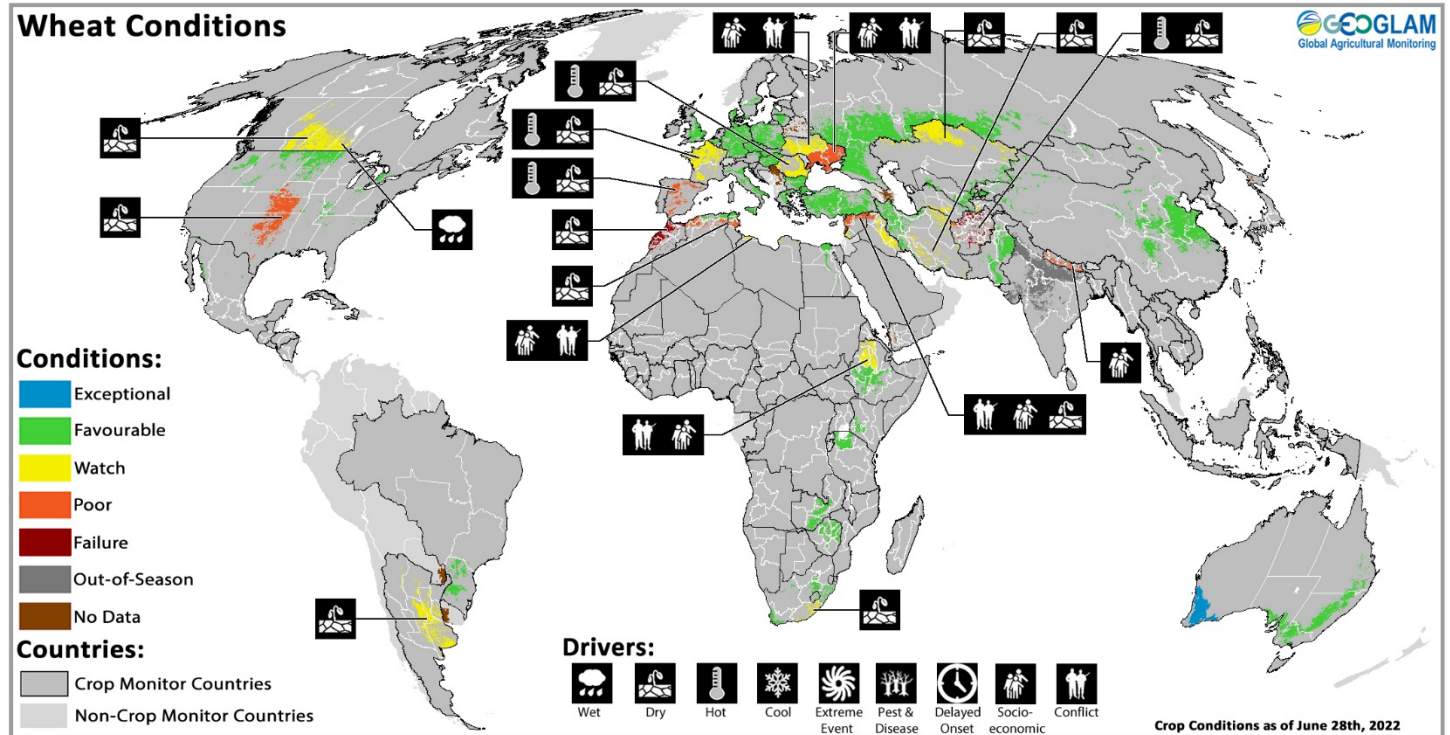 Wheat Conditions
GEOGLAM
Global Agricultural Monitoring
Conditions:
Exceptional
Favourable
Watch
Poor
Failure
Out-of-Season
No Data
Countries:
Crop Monitor Countries
Non-Crop Monitor Countries
Drivers:
Wet
Dry
Hot
Cool
Extreme
Event
Pest &
Disease
Delayed
Onset
Socio-
economic
Conflict
Crop Conditions as of June 28th, 2022